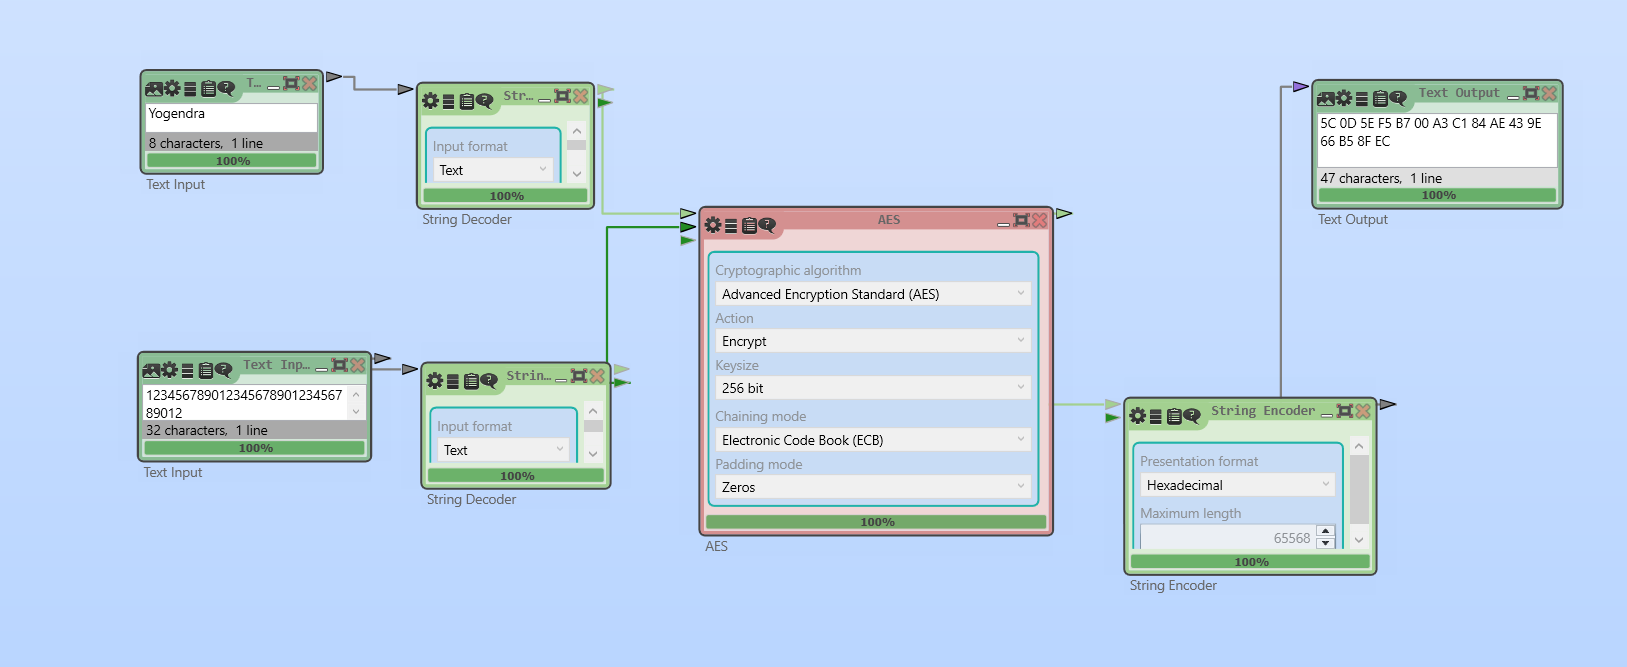 T...
Yogendra
8 characters,  1 line
100%
Text Input
Str...
Input format
Text
100%
String Decoder
Text Output
5C 0D 5E F5 B7 00 A3 C1 84 AE 43 9E
66 B5 8F EC
47 characters,  1 line
100%
Text Output
AES
Cryptographic algorithm
Advanced Encryption Standard (AES)
Action
Encrypt
Keysize
256 bit
Chaining mode
Electronic Code Book (ECB)
Padding mode
Zeros
100%
AES
Text Inp...
123456789012345678901234567
89012
32 characters,  1 line
100%
Text Input
Strin...
Input format
Text
100%
String Decoder
String Encoder
Presentation format
Hexadecimal
Maximum length
65568
100%
String Encoder